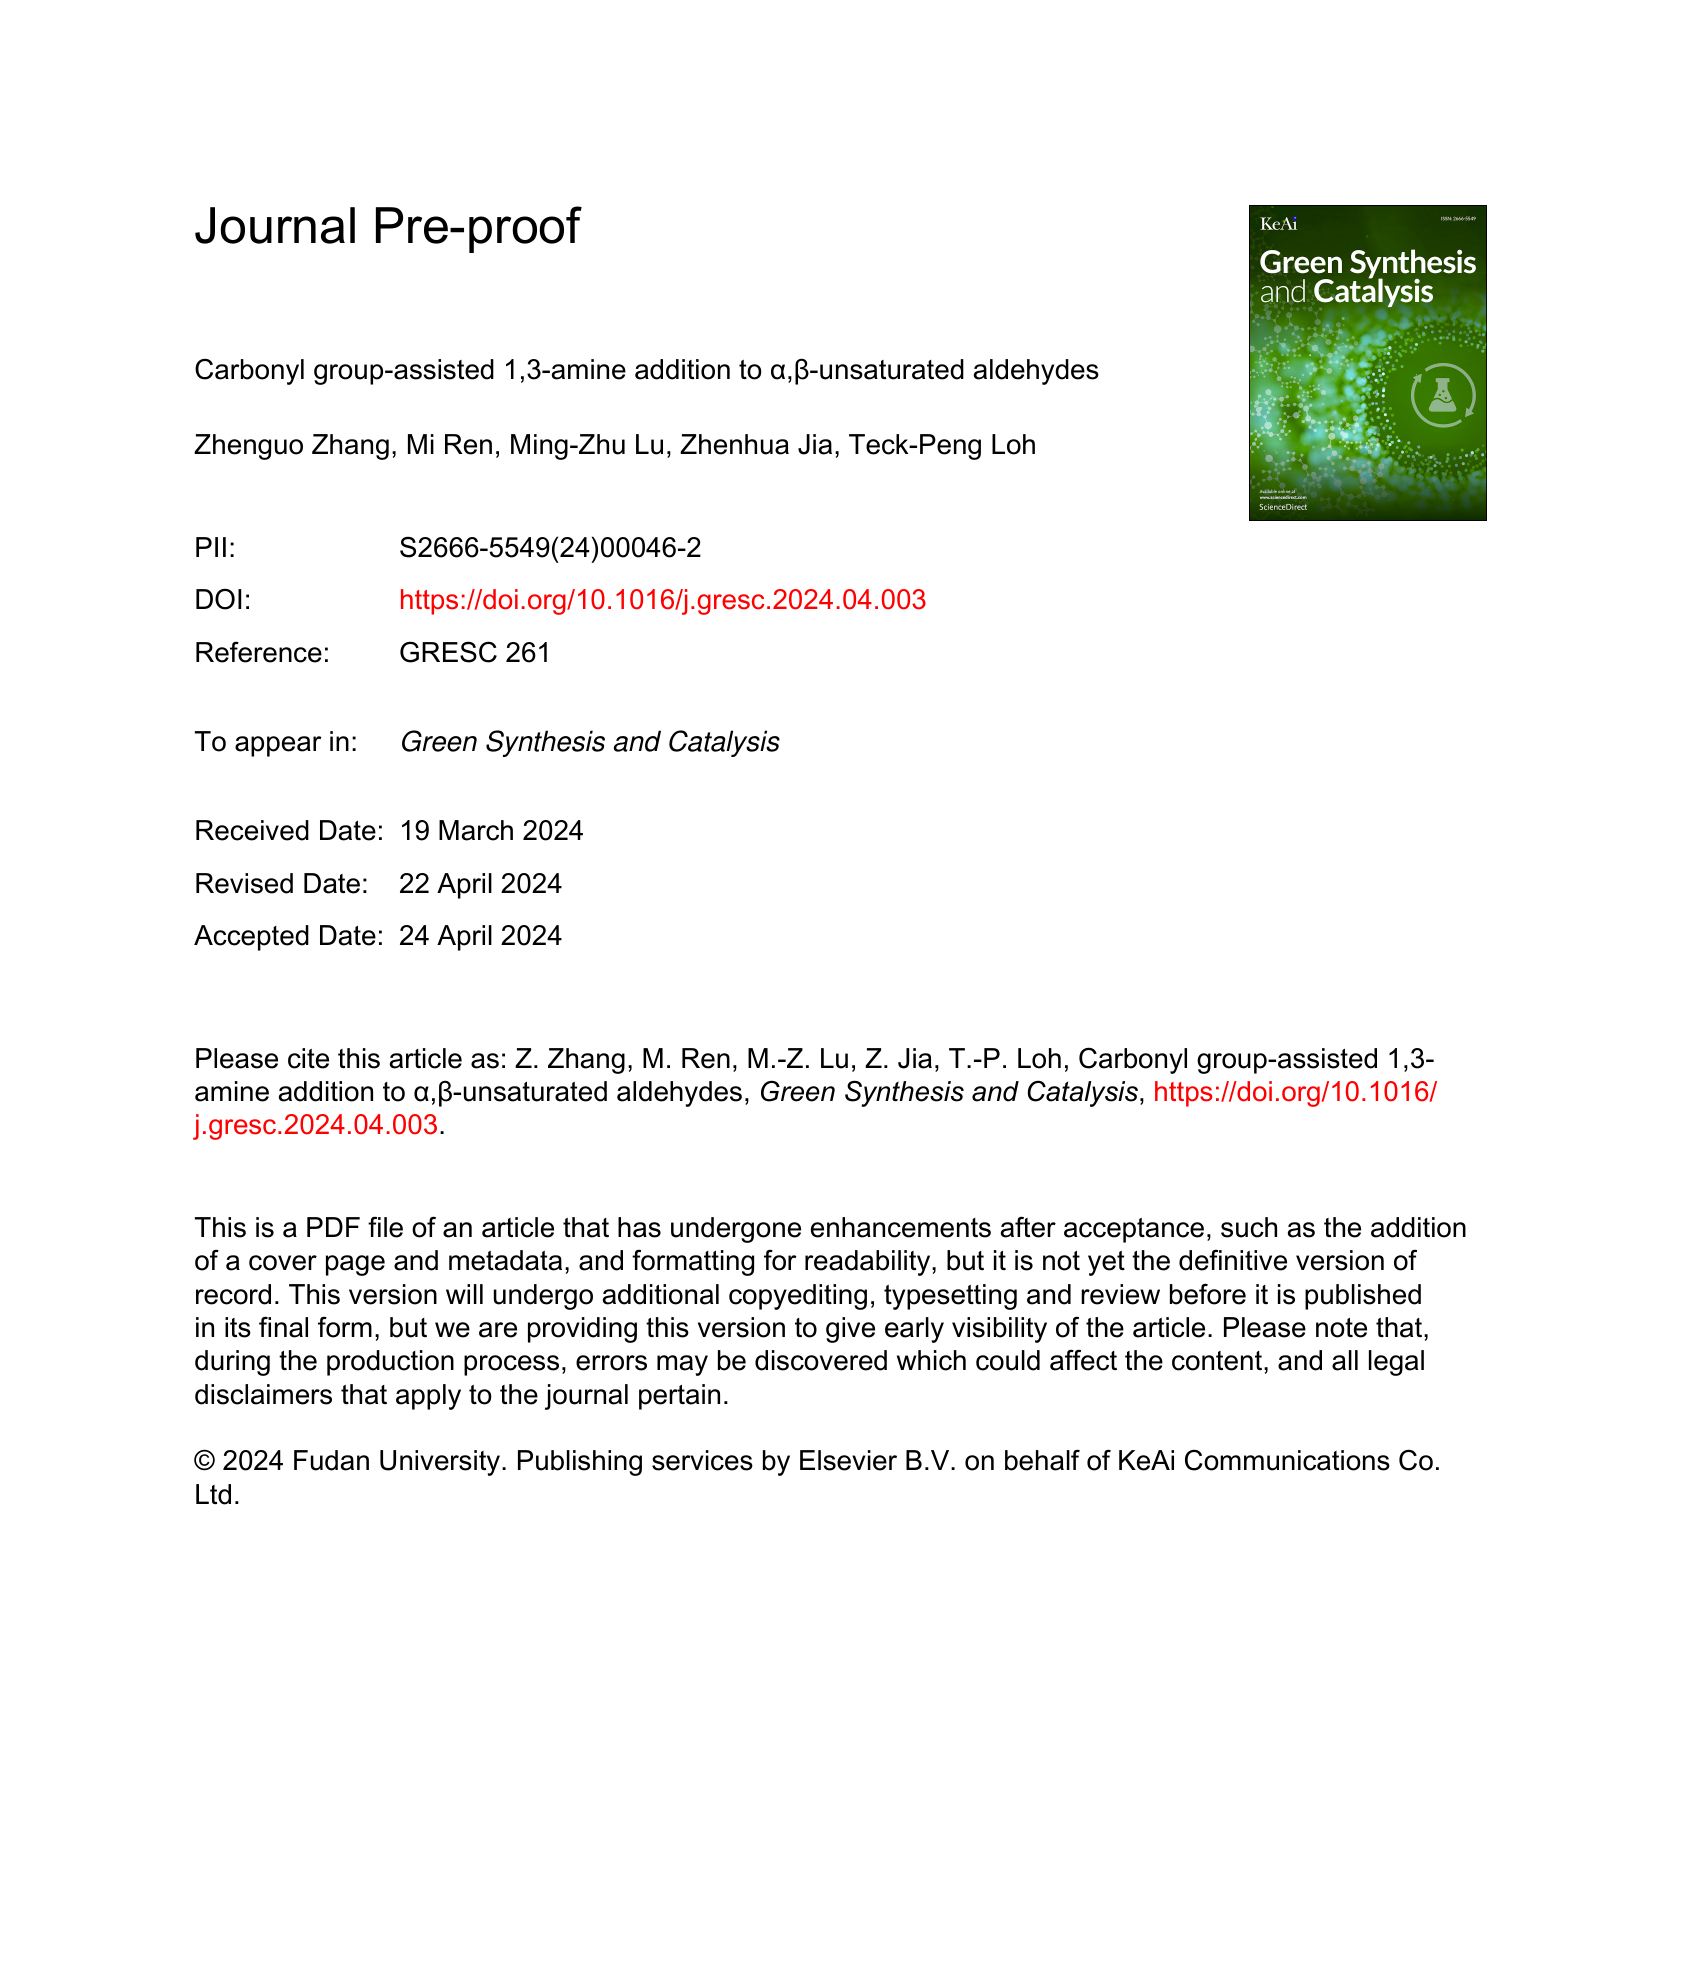 Journal Pre-proof
KeAi
ISSN: 2666-5549
Green Synthesis
and Catalysis
Available online at
www.sciencedirect.com
ScienceDirect
Carbonyl group-assisted 1,3-amine addition to α,β-unsaturated aldehydes
Zhenguo Zhang, Mi Ren, Ming-Zhu Lu, Zhenhua Jia, Teck-Peng Loh
PII: S2666-5549(24)00046-2
DOI: https://doi.org/10.1016/j.gresc.2024.04.003
Reference: GRESC 261
To appear in: Green Synthesis and Catalysis
Received Date: 19 March 2024
Revised Date: 22 April 2024
Accepted Date: 24 April 2024
Please cite this article as: Z. Zhang, M. Ren, M.-Z. Lu, Z. Jia, T.-P. Loh, Carbonyl group-assisted 1,3-
amine addition to α,β-unsaturated aldehydes, Green Synthesis and Catalysis, https://doi.org/10.1016/
j.gresc.2024.04.003.
This is a PDF file of an article that has undergone enhancements after acceptance, such as the addition
of a cover page and metadata, and formatting for readability, but it is not yet the definitive version of
record. This version will undergo additional copyediting, typesetting and review before it is published
in its final form, but we are providing this version to give early visibility of the article. Please note that,
during the production process, errors may be discovered which could affect the content, and all legal
disclaimers that apply to the journal pertain.
© 2024 Fudan University. Publishing services by Elsevier B.V. on behalf of KeAi Communications Co.
Ltd.